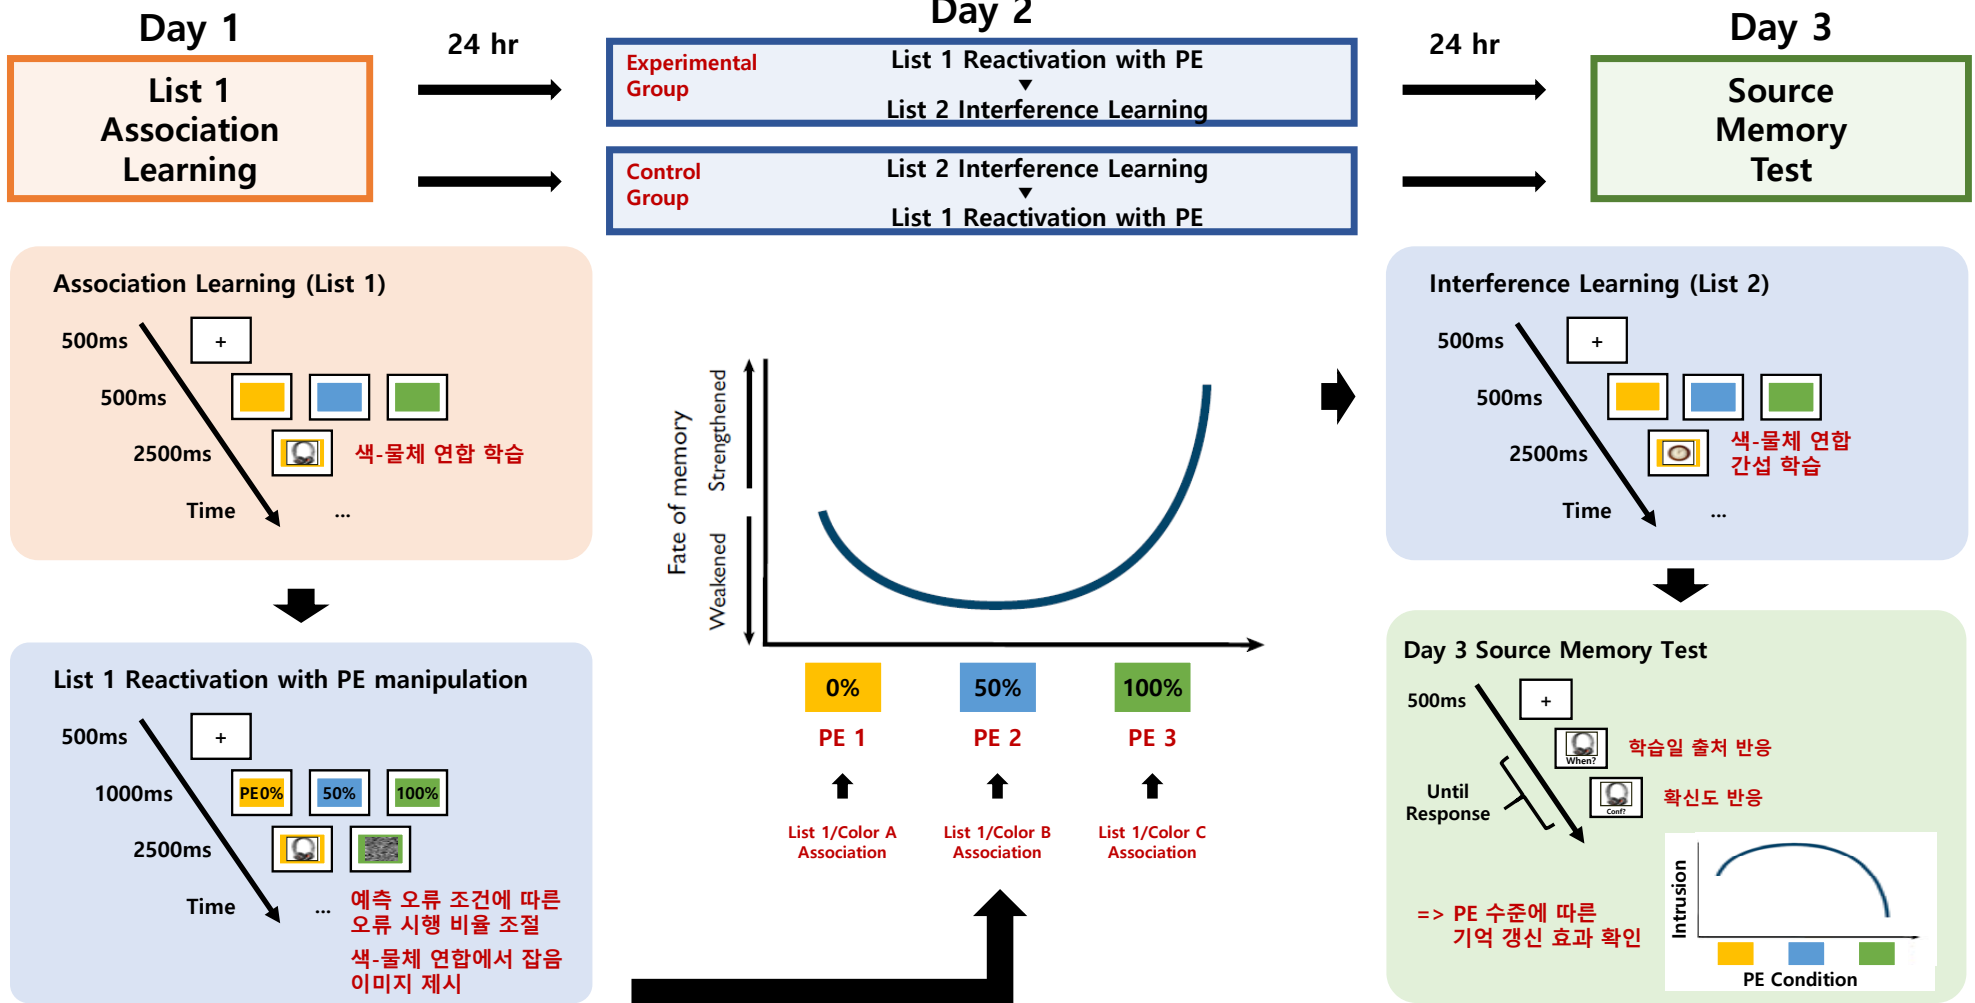 Day 1
24 hr
Day 2
24 hr
Day 3
List 1
Association
Learning
Experimental
Group
List 1 Reactivation with PE
List 2 Interference Learning
Control
Group
List 2 Interference Learning
List 1 Reactivation with PE
Source
Memory
Test
Association Learning (List 1)
500ms
+
500ms
2500ms
색-물체 연합 학습
Time
...
List 1 Reactivation with PE manipulation
500ms
+
1000ms
PE0%
50%
100%
2500ms
Time
...
예측 오류 조건에 따른
오류 시행 비율 조절
색-물체 연합에서 잡음
이미지 제시
Fate of memory
Strengthened
Weakened
0%
50%
100%
PE 1
PE 2
PE 3
List 1/Color A
Association
List 1/Color B
Association
List 1/Color C
Association
Interference Learning (List 2)
500ms
+
500ms
2500ms
색-물체 연합
간섭 학습
Time
...
Day 3 Source Memory Test
500ms
+
When?
학습일 출처 반응
Until
Response
Conf?
확신도 반응
=> PE 수준에 따른
기억 갱신 효과 확인
Intrusion
PE Condition